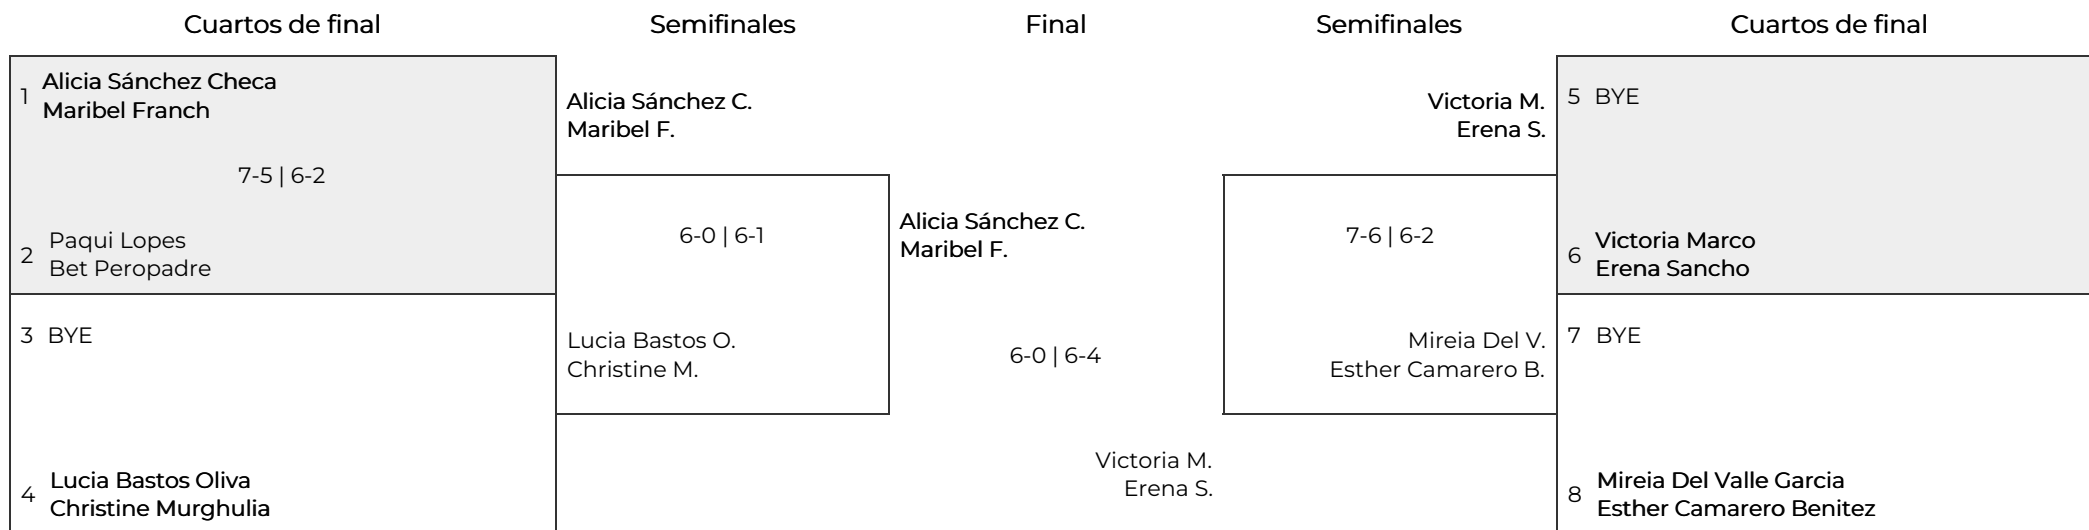 Cuartos de final
Semifinales
Final
Semifinales
Cuartos de final
1
Alicia Sánchez Checa
Maribel Franch
7-5 | 6-2
2
Paqui Lopes
Bet Peropadre
3 BYE
4
Lucia Bastos Oliva
Christine Murghulia
Alicia Sánchez C.
Maribel F.
6-0 | 6-1
Lucia Bastos O.
Christine M.
Alicia Sánchez C.
Maribel F.
6-0 | 6-4
Victoria M.
Erena S.
Victoria M.
Erena S.
7-6 | 6-2
Mireia Del V.
Esther Camarero B.
5 BYE
6
Victoria Marco
Erena Sancho
7 BYE
8
Mireia Del Valle Garcia
Esther Camarero Benitez